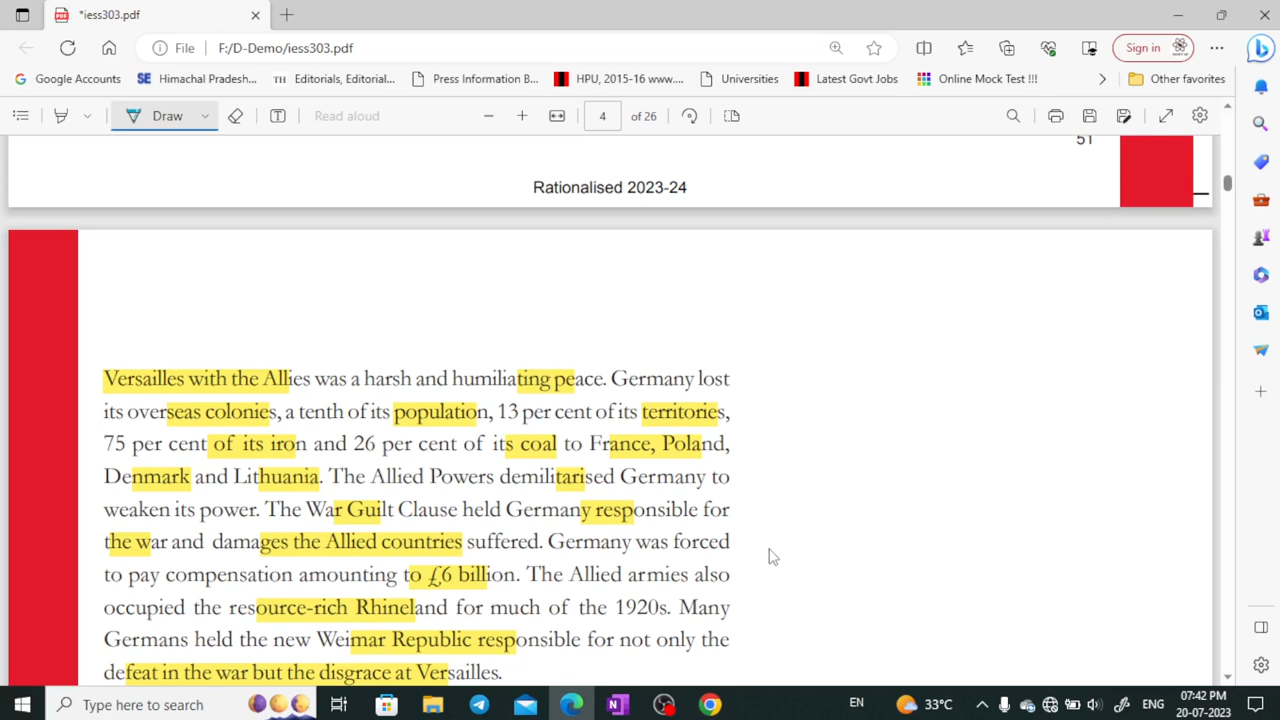 *iess303.pdf
File F:/D-Demo/iess303.pdf Sign in
Google Accounts SE Himachal Pradesh... TH Editorials, Editorial... Press Information B... HPU, 2015-16 www.... Universities Latest Govt Jobs Online Mock Test !!! Other favorites
Draw Read aloud 4 of 26
51
Rationalised 2023-24
Versailles with the Allies was a harsh and humiliating peace. Germany lost
its overseas colonies, a tenth of its population, 13 per cent of its territories,
75 per cent of its iron and 26 per cent of its coal to France, Poland,
Denmark and Lithuania. The Allied Powers demilitarised Germany to
weaken its power. The War Guilt Clause held Germany responsible for
the war and damages the Allied countries suffered. Germany was forced
to pay compensation amounting to £6 billion. The Allied armies also
occupied the resource-rich Rhineland for much of the 1920s. Many
Germans held the new Weimar Republic responsible for not only the
defeat in the war but the disgrace at Versailles.
Type here to search EN 33°C ENG 07:42 PM
20-07-2023